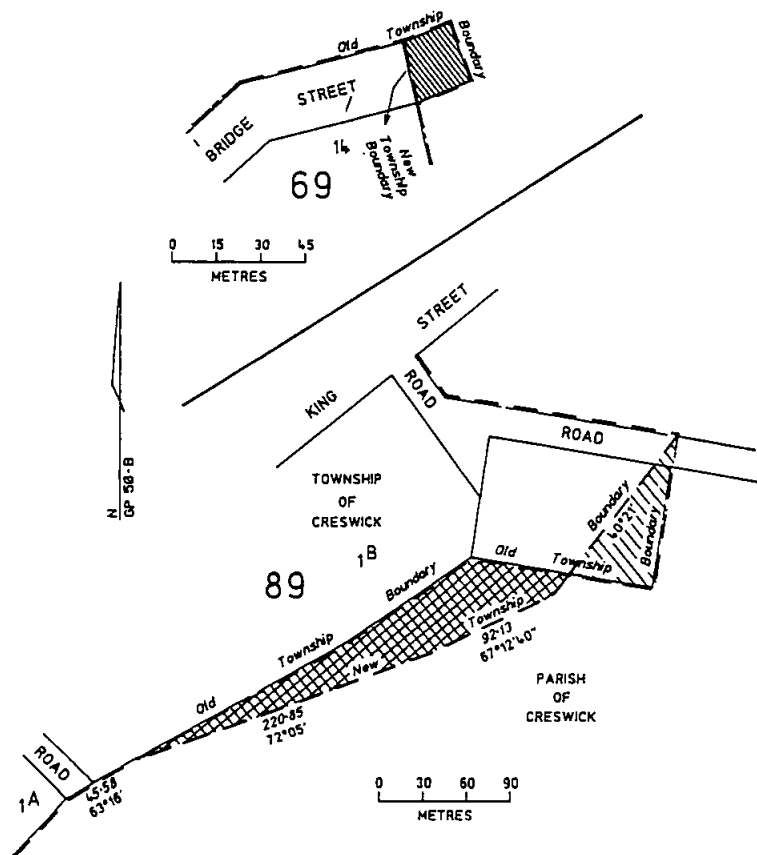 Old Township
Boundary
STREET
BRIDGE
14
69
New
Township
Boundary
0 15 30 45
METRES
STREET
KING
ROAD
ROAD
N
GP 50-B
TOWNSHIP
OF
CRESWICK
1B
89
Boundary
40°21'
Boundary
Old Township
Old Township Boundary
New Township
92·13
67°12'40"
220·85
72°05'
PARISH
OF
CRESWICK
ROAD
1A
45·58
63°16'
0 30 60 90
METRES